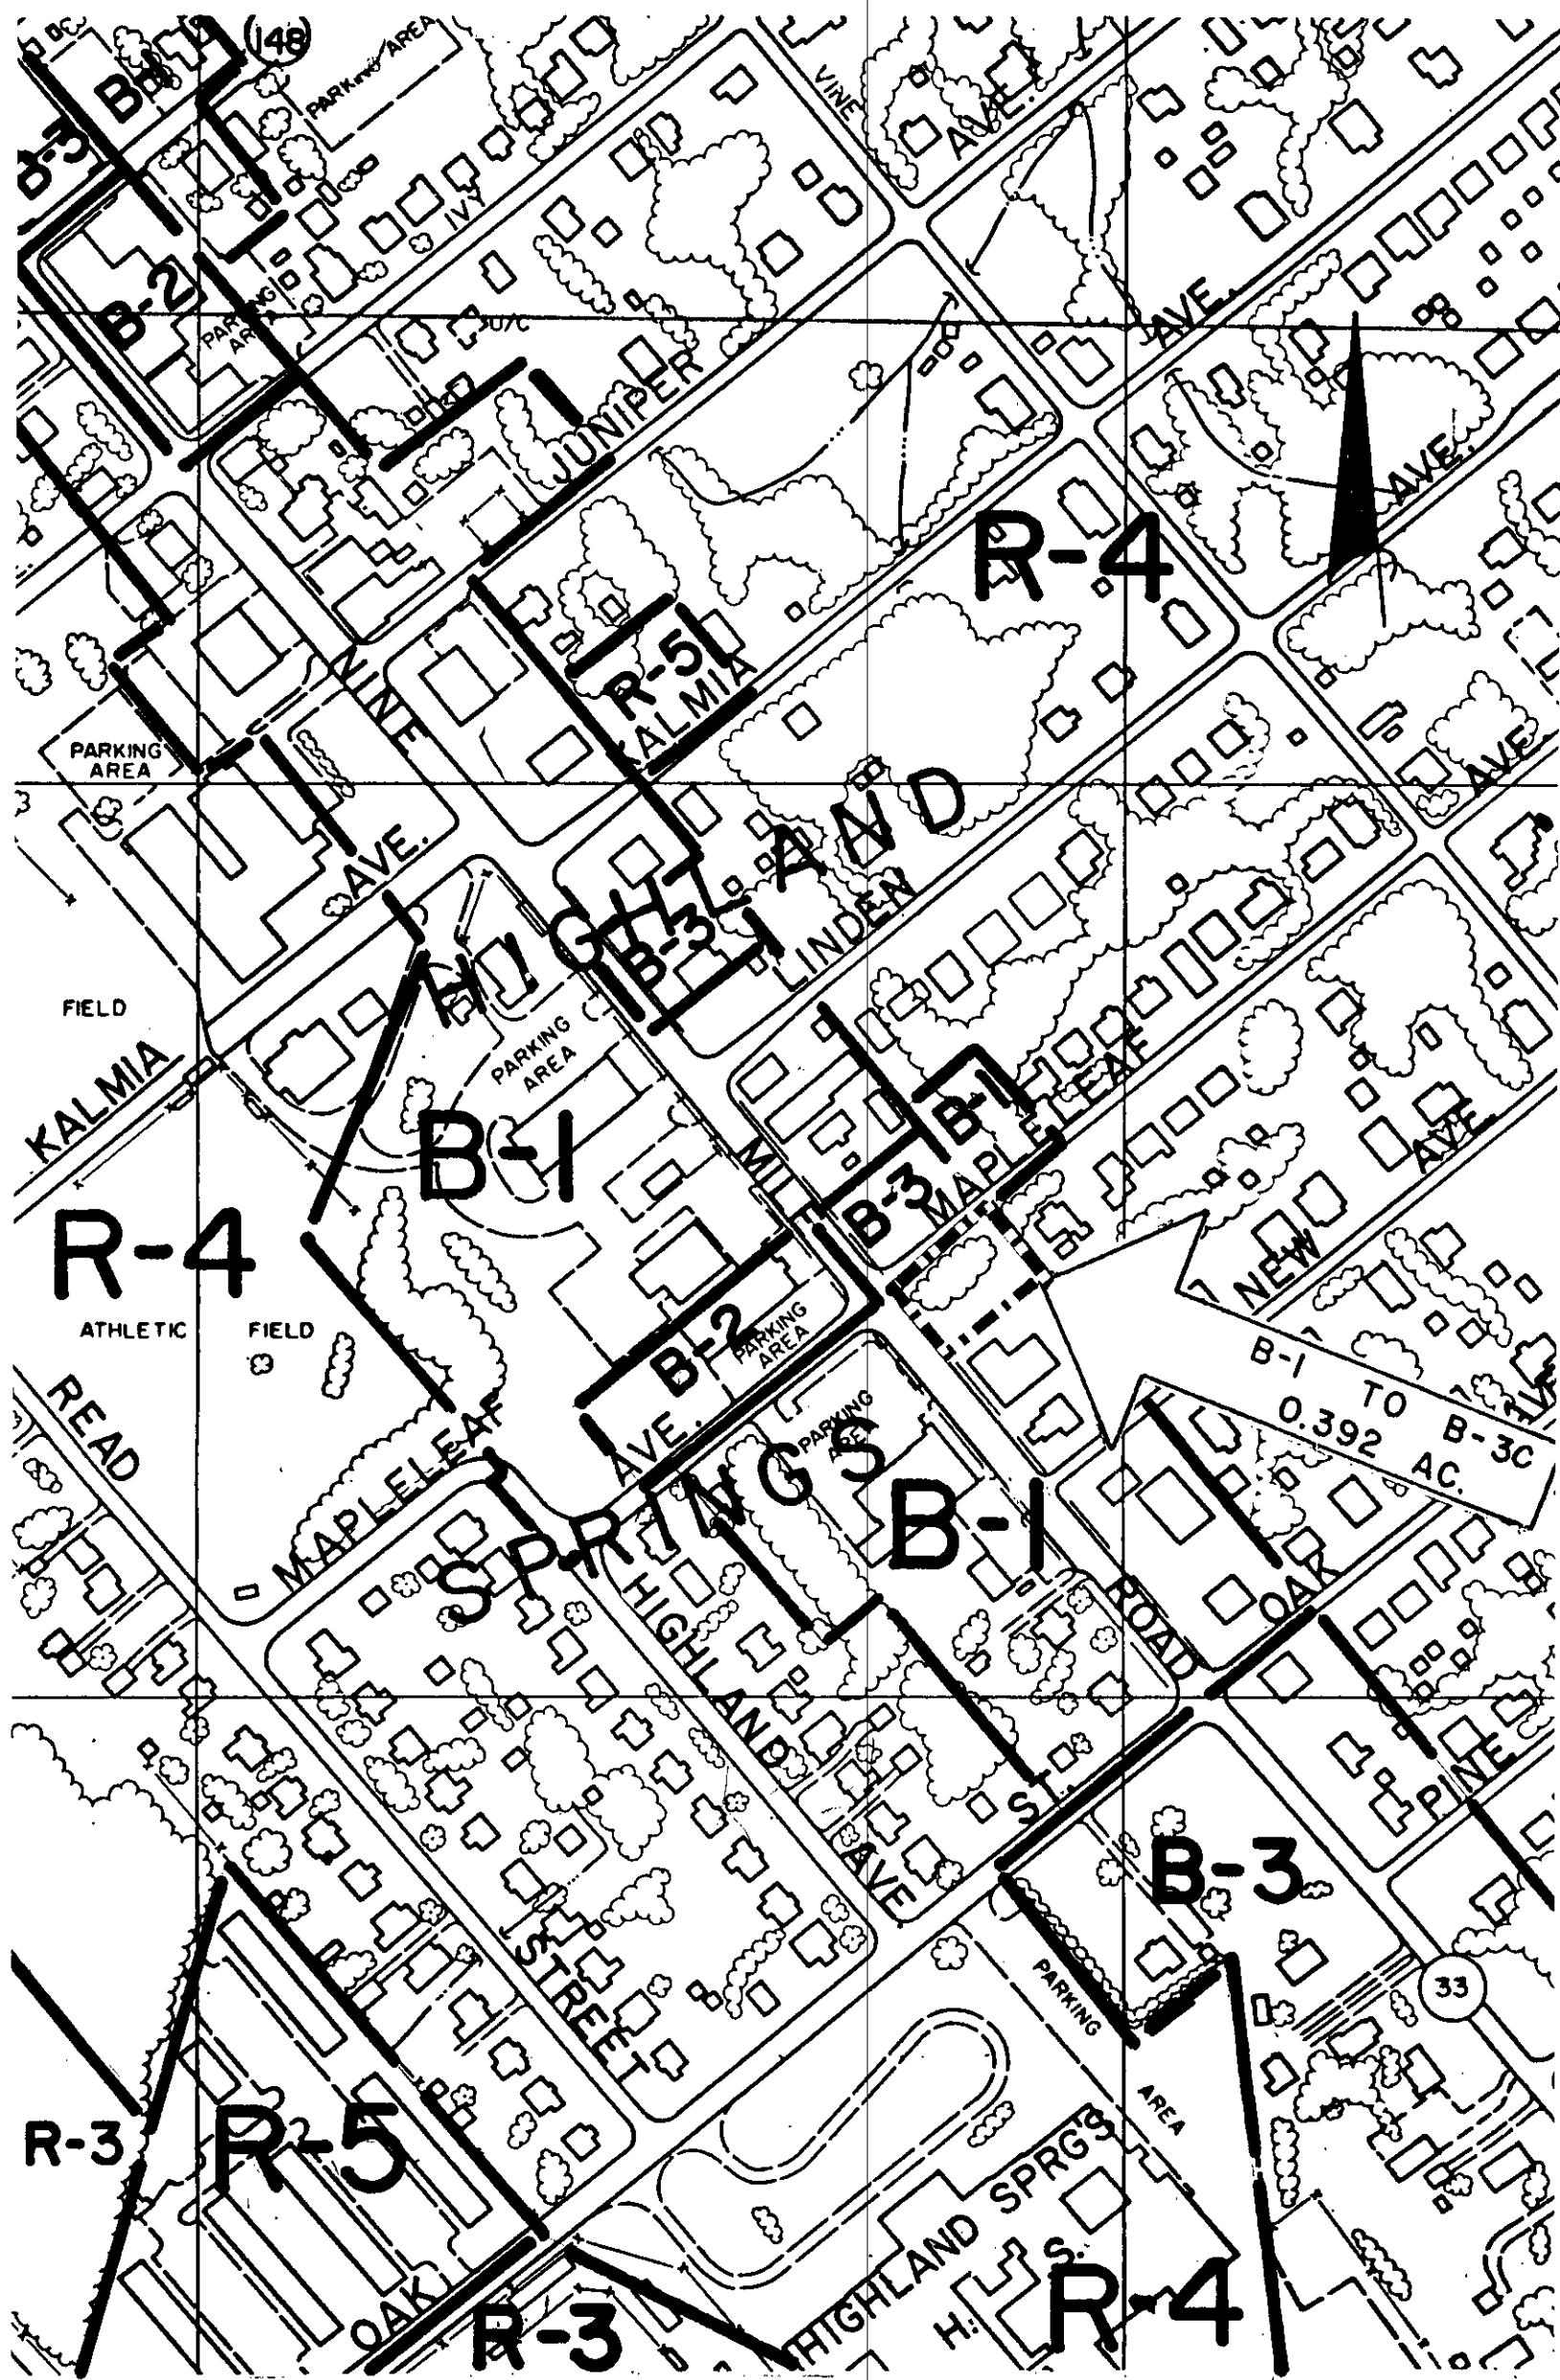 148
B-1
PARKING AREA
VINE
AVE.
B-3
IVY
B-2
PARKING
AREA
AVE.
JUNIPER
AVE.
R-4
R-5
KALMIA
NINE
PARKING
AREA
AVE.
AVE.
HIGHLAND
LINDEN
B-3
FIELD
PARKING
AREA
KALMIA
B-1
B-1
MAPLELEAF
AVE.
MILE
B-3
R-4
NEW
ATHLETIC FIELD
B-2
PARKING
AREA
B-1 TO B-3C
0.392 AC.
READ
MAPLELEAF
AVE.
PARKING
AREA
SPRINGS
B-1
HIGHLAND
ROAD
OAK
AVE
ST.
PINE
B-3
STREET
PARKING
AREA
33
R-3
R-5
HIGHLAND SPRG'S
H. S.
OAK
R-3
R-4